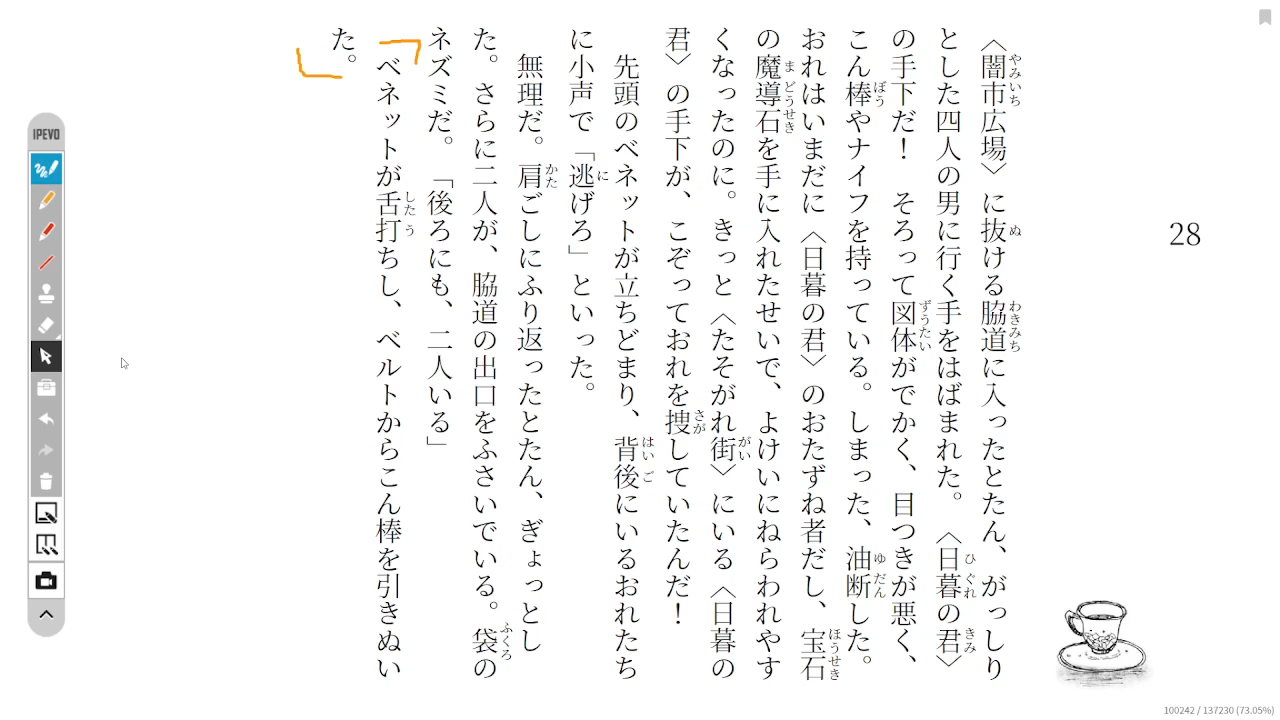 28
〈闇市広場〉に抜ける脇道に入ったとたん、がっしり
とした四人の男に行く手をはばまれた。〈日暮の君〉
の手下だ！　そろって図体がでかく、目つきが悪く、
こん棒やナイフを持っている。しまった、油断した。
おれはいまだに〈日暮の君〉のおたずね者だし、宝石
の魔導石を手に入れたせいで、よけいにねらわれやす
くなったのに。きっと〈たそがれ街〉にいる〈日暮の
君〉の手下が、こぞっておれを捜していたんだ！
先頭のベネットが立ちどまり、背後にいるおれたち
に小声で「逃げろ」といった。
無理だ。肩ごしにふり返ったとたん、ぎょっとし
た。さらに二人が、脇道の出口をふさいでいる。袋の
ネズミだ。「後ろにも、二人いる」
ベネットが舌打ちし、ベルトからこん棒を引きぬい
た。
IPEVO
100242 / 137230 (73.05%)